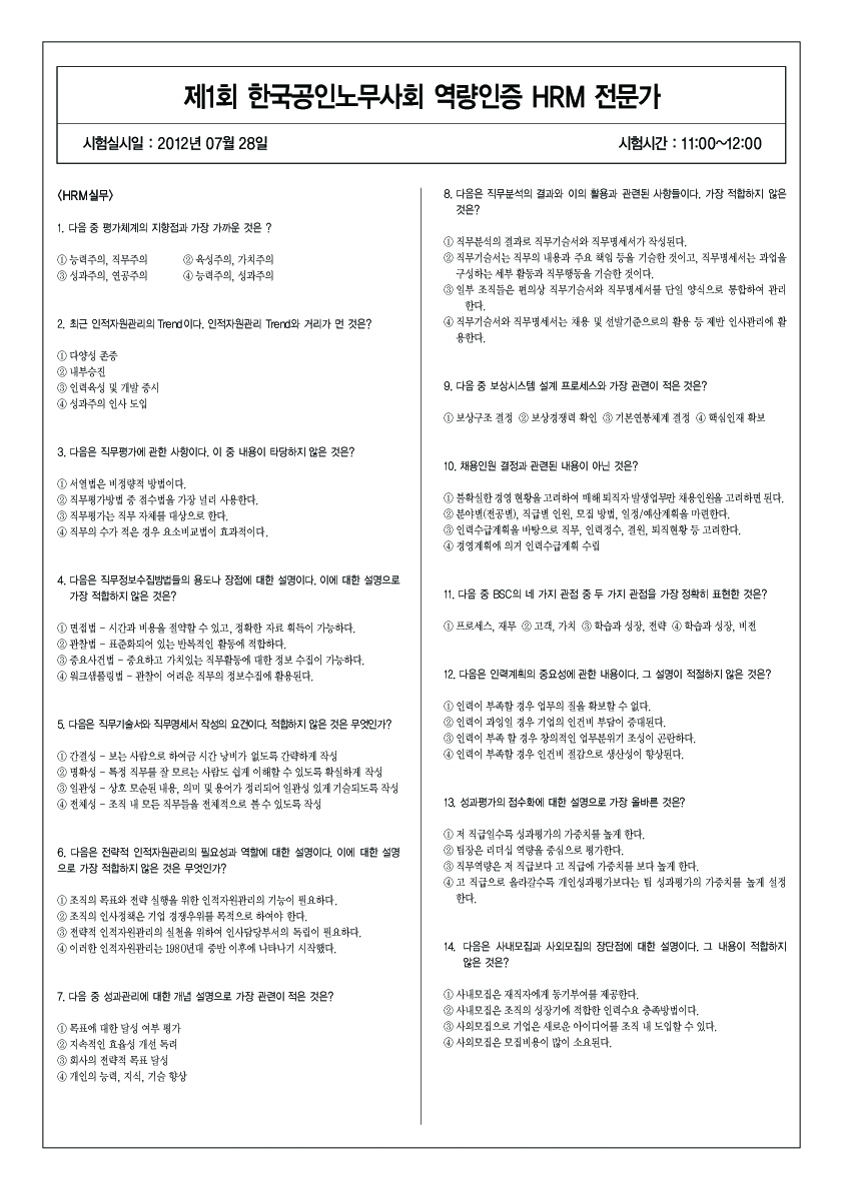 제1회 한국공인노무사회 역량인증 HRM 전문가
시험실시일 : 2012년 07월 28일
시험시간 : 11:00~12:00
<HRM실무>
1. 다음 중 평가체계의 지향점과 가장 가까운 것은 ?
① 능력주의, 직무주의 ② 육성주의, 가치주의
③ 성과주의, 연공주의 ④ 능력주의, 성과주의
2. 최근 인적자원관리의 Trend이다. 인적자원관리 Trend와 거리가 먼 것은?
① 다양성 존중
② 내부승진
③ 인력육성 및 개발 중시
④ 성과주의 인사 도입
3. 다음은 직무평가에 관한 사항이다. 이 중 내용이 타당하지 않은 것은?
① 서열법은 비정량적 방법이다.
② 직무평가방법 중 점수법을 가장 널리 사용한다.
③ 직무평가는 직무 자체를 대상으로 한다.
④ 직무의 수가 적은 경우 요소비교법이 효과적이다.
4. 다음은 직무정보수집방법들의 용도나 장점에 대한 설명이다. 이에 대한 설명으로
가장 적합하지 않은 것은?
① 면접법 - 시간과 비용을 절약할 수 있고, 정확한 자료 획득이 가능하다.
② 관찰법 - 표준화되어 있는 반복적인 활동에 적합하다.
③ 중요사건법 - 중요하고 가치있는 직무활동에 대한 정보 수집이 가능하다.
④ 워크샘플링법 - 관찰이 어려운 직무의 정보수집에 활용된다.
5. 다음은 직무기술서와 직무명세서 작성의 요건이다. 적합하지 않은 것은 무엇인가?
① 간결성 - 보는 사람으로 하여금 시간 낭비가 없도록 간략하게 작성
② 명확성 - 특정 직무를 잘 모르는 사람도 쉽게 이해할 수 있도록 확실하게 작성
③ 일관성 - 상호 모순된 내용, 의미 및 용어가 정리되어 일관성 있게 기술되도록 작성
④ 전체성 - 조직 내 모든 직무들을 전체적으로 볼 수 있도록 작성
6. 다음은 전략적 인적자원관리의 필요성과 역할에 대한 설명이다. 이에 대한 설명
으로 가장 적합하지 않은 것은 무엇인가?
① 조직의 목표와 전략 실행을 위한 인적자원관리의 기능이 필요하다.
② 조직의 인사정책은 기업 경쟁우위를 목적으로 하여야 한다.
③ 전략적 인적자원관리의 실천을 위하여 인사담당부서의 독립이 필요하다.
④ 이러한 인적자원관리는 1980년대 중반 이후에 나타나기 시작했다.
7. 다음 중 성과관리에 대한 개념 설명으로 가장 관련이 적은 것은?
① 목표에 대한 달성 여부 평가
② 지속적인 효율성 개선 독려
③ 회사의 전략적 목표 달성
④ 개인의 능력, 지식, 기술 향상
8. 다음은 직무분석의 결과와 이의 활용과 관련된 사항들이다. 가장 적합하지 않은
것은?
① 직무분석의 결과로 직무기술서와 직무명세서가 작성된다.
② 직무기술서는 직무의 내용과 주요 책임 등을 기술한 것이고, 직무명세서는 과업을
구성하는 세부 활동과 직무행동을 기술한 것이다.
③ 일부 조직들은 편의상 직무기술서와 직무명세서를 단일 양식으로 통합하여 관리
한다.
④ 직무기술서와 직무명세서는 채용 및 선발기준으로의 활용 등 제반 인사관리에 활
용한다.
9. 다음 중 보상시스템 설계 프로세스와 가장 관련이 적은 것은?
① 보상구조 결정 ② 보상경쟁력 확인 ③ 기본연봉체계 결정 ④ 핵심인재 확보
10. 채용인원 결정과 관련된 내용이 아닌 것은?
① 불확실한 경영 현황을 고려하여 매해 퇴직자 발생업무만 채용인원을 고려하면 된다.
② 분야별(전공별), 직급별 인원, 모집 방법, 일정/예산계획을 마련한다.
③ 인력수급계획을 바탕으로 직무, 인력정수, 결원, 퇴직현황 등 고려한다.
④ 경영계획에 의거 인력수급계획 수립
11. 다음 중 BSC의 네 가지 관점 중 두 가지 관점을 가장 정확히 표현한 것은?
① 프로세스, 재무 ② 고객, 가치 ③ 학습과 성장, 전략 ④ 학습과 성장, 비전
12. 다음은 인력계획의 중요성에 관한 내용이다. 그 설명이 적절하지 않은 것은?
① 인력이 부족할 경우 업무의 질을 확보할 수 없다.
② 인력이 과잉일 경우 기업의 인건비 부담이 증대된다.
③ 인력이 부족 할 경우 창의적인 업무분위기 조성이 곤란하다.
④ 인력이 부족할 경우 인건비 절감으로 생산성이 향상된다.
13. 성과평가의 점수화에 대한 설명으로 가장 올바른 것은?
① 저 직급일수록 성과평가의 가중치를 높게 한다.
② 팀장은 리더십 역량을 중심으로 평가한다.
③ 직무역량은 저 직급보다 고 직급에 가중치를 보다 높게 한다.
④ 고 직급으로 올라갈수록 개인성과평가보다는 팀 성과평가의 가중치를 높게 설정
한다.
14. 다음은 사내모집과 사외모집의 장단점에 대한 설명이다. 그 내용이 적합하지
않은 것은?
① 사내모집은 재직자에게 동기부여를 제공한다.
② 사내모집은 조직의 성장기에 적합한 인력수요 충족방법이다.
③ 사외모집으로 기업은 새로운 아이디어를 조직 내 도입할 수 있다.
④ 사외모집은 모집비용이 많이 소요된다.